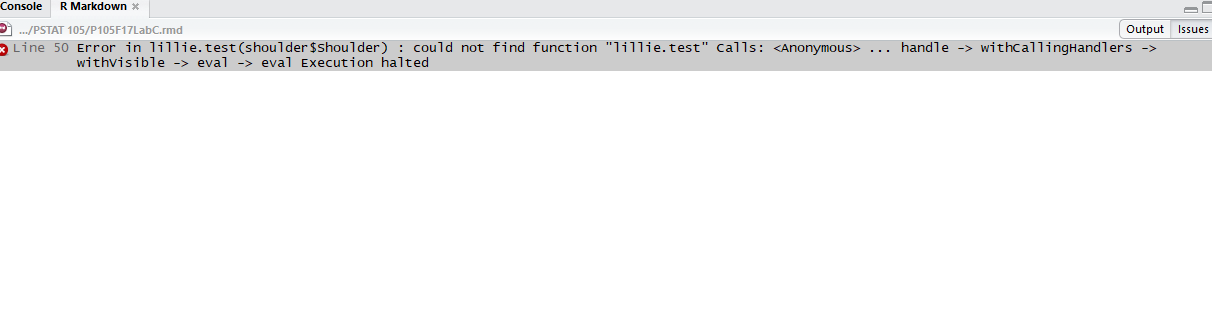 Console R Markdown ×
.../PSTAT 105/P105F17LabC.rmd Output Issues
Line 50 Error in lillie.test(shoulder$Shoulder) : could not find function "lillie.test" Calls: <Anonymous> ... handle -> withCallingHandlers ->
withVisible -> eval -> eval Execution halted